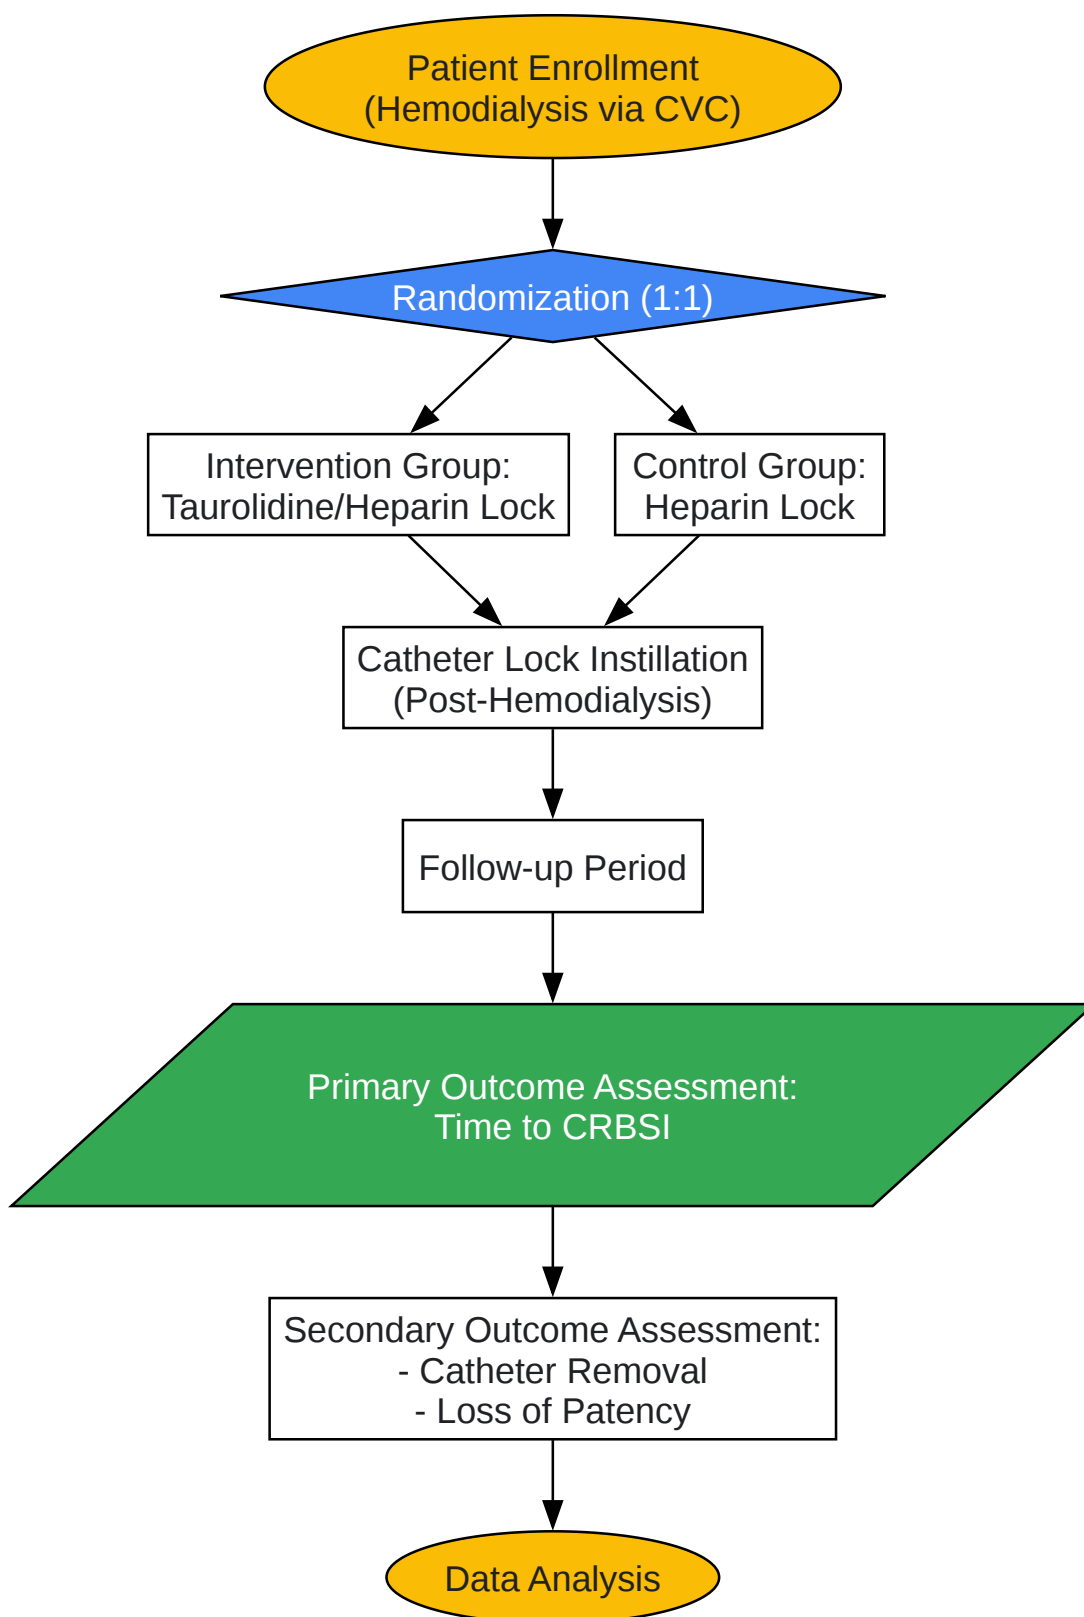 Patient Enrollment
(Hemodialysis via CVC)
Randomization (1:1)
Intervention Group:
Taurolidine/Heparin Lock
Control Group:
Heparin Lock
Catheter Lock Instillation
(Post-Hemodialysis)
Follow-up Period
Primary Outcome Assessment:
Time to CRBSI
Secondary Outcome Assessment:
- Catheter Removal
- Loss of Patency
Data Analysis